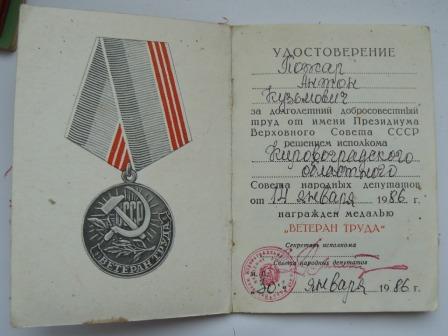 СССР
ВЕТЕРАН ТРУДА
УДОСТОВЕРЕНИЕ
Пожар
Антон
Кузьмович
за долголетний добросовестный
труд от имени Президиума
Верховного Совета СССР
решением исполкома
Кировоградского
областного
Совета народных депутатов
от 14 января 1986 г.
награжден медалью
„ВЕТЕРАН ТРУДА"
Секретарь исполкома
Совета народных депутатов
М. П.
30 января 1986 г.